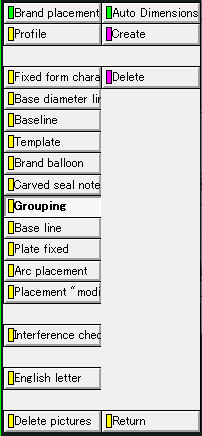 Brand placement
Auto Dimensions
Profile
Create
Fixed form chara
Delete
Base diameter lin
Baseline
Template
Brand balloon
Carved seal note
Grouping
Base line
Plate fixed
Arc placement
Placement "modi
Interference chec
English letter
Delete pictures
Return